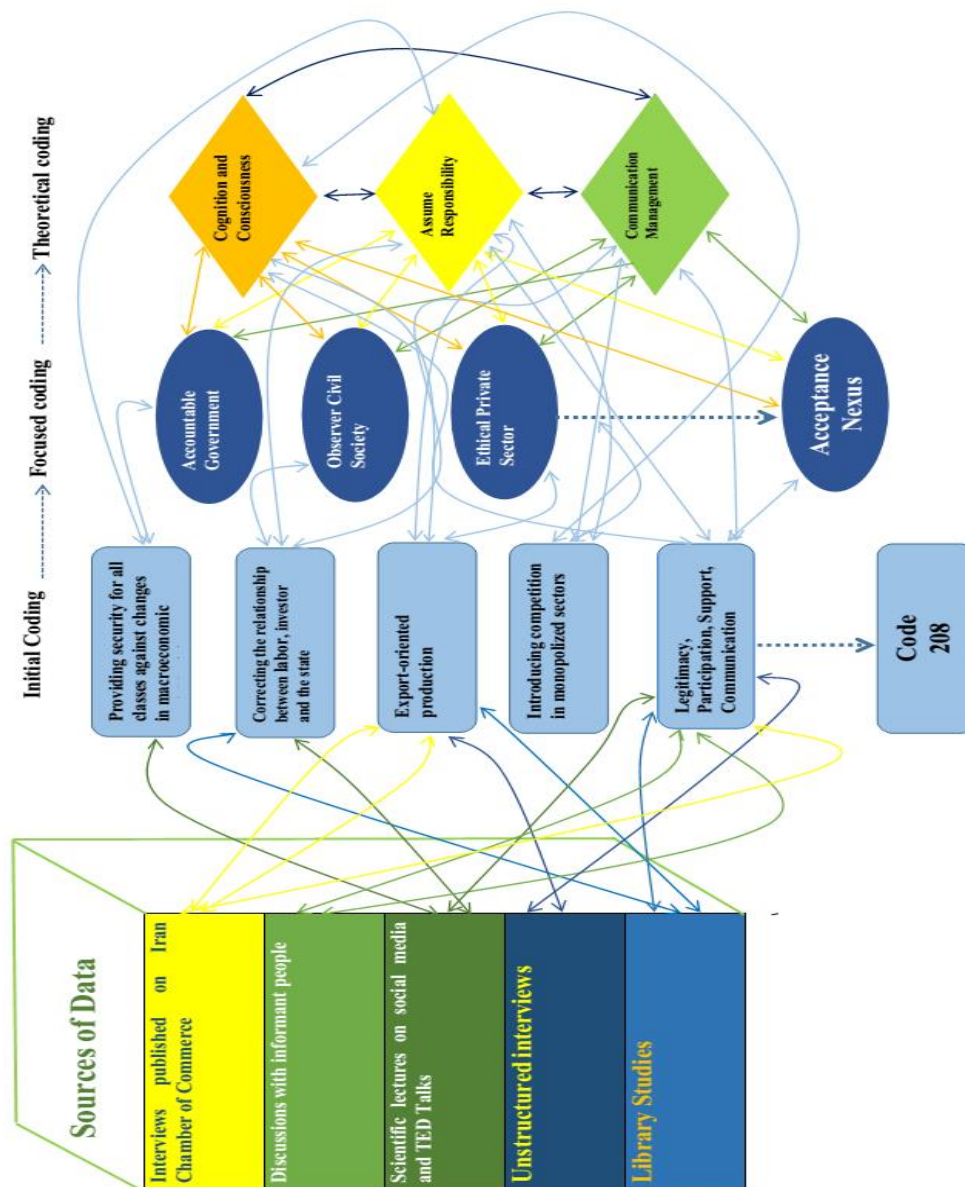 Initial Coding
Focused coding
Theoretical coding
Sources of Data
Interviews published on Iran
Chamber of Commerce
Discussions with informant people
Scientific lectures on social media
and TED Talks
Unstructured interviews
Library Studies
Providing security for all
classes against changes
in macroeconomic
Correcting the relationship
between labor, investor
and the state
Export-oriented
production
Introducing competition
in monopolized sectors
Legitimacy,
Participation, Support,
Communication
Code
208
Accountable
Government
Observer Civil
Society
Ethical Private
Sector
Acceptance
Nexus
Cognition and
Consciousness
Assume
Responsibility
Communication
Management